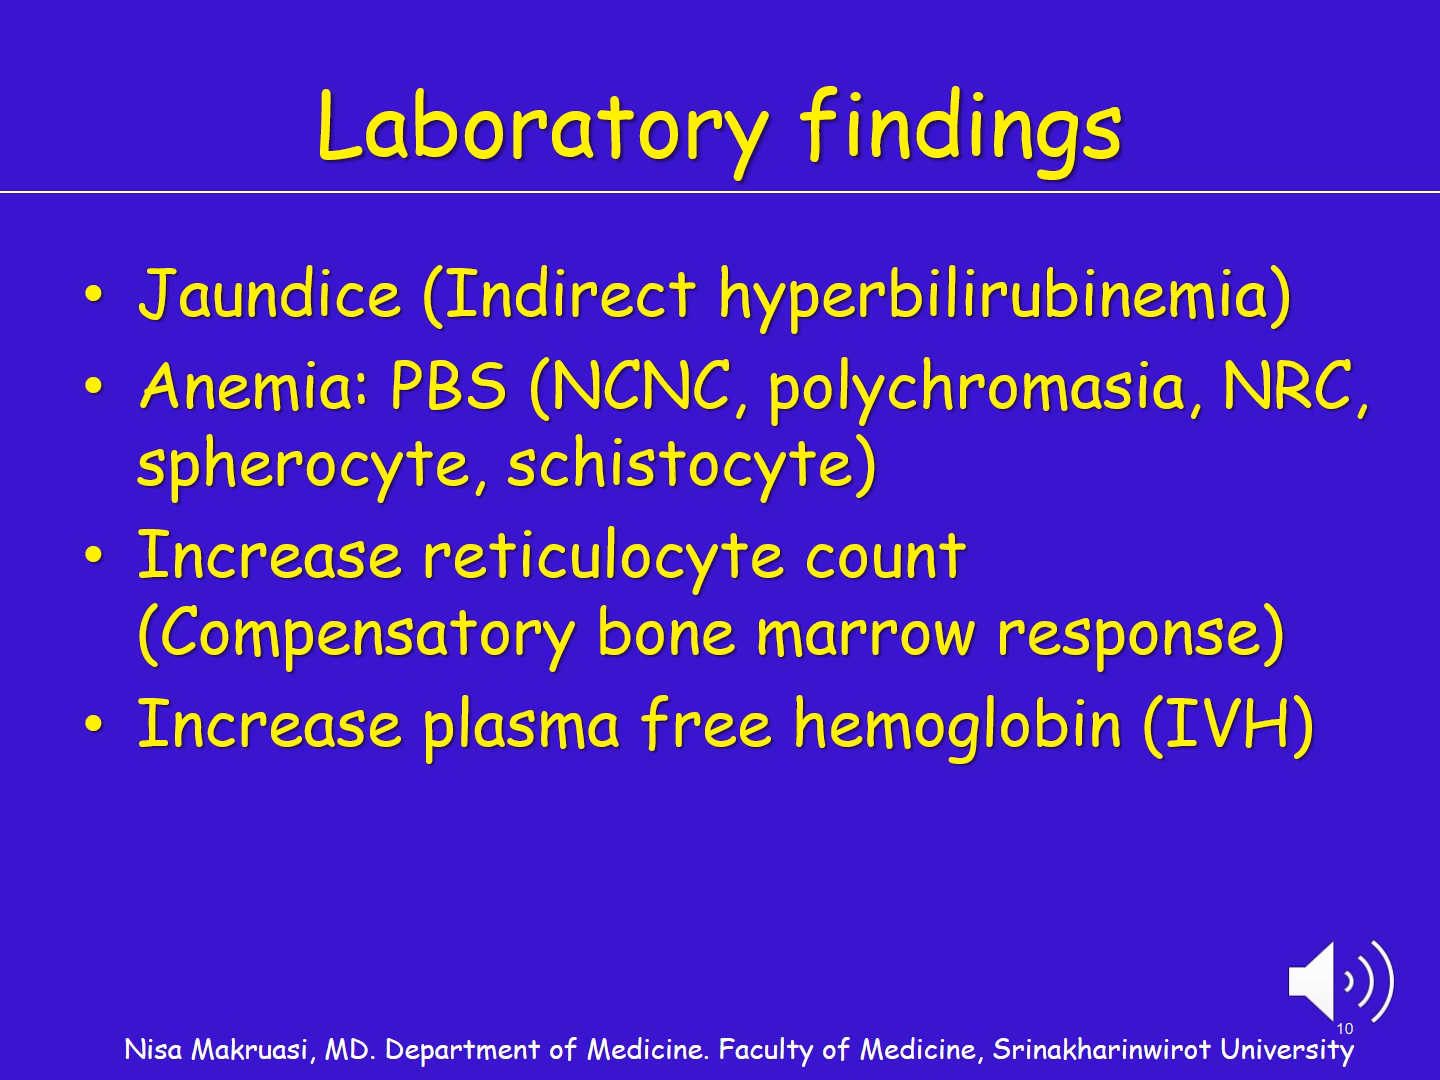 Laboratory findings
• Jaundice (Indirect hyperbilirubinemia)
• Anemia: PBS (NCNC, polychromasia, NRC,
spherocyte, schistocyte)
• Increase reticulocyte count
(Compensatory bone marrow response)
• Increase plasma free hemoglobin (IVH)
10
Nisa Makruasi, MD. Department of Medicine. Faculty of Medicine, Srinakharinwirot University